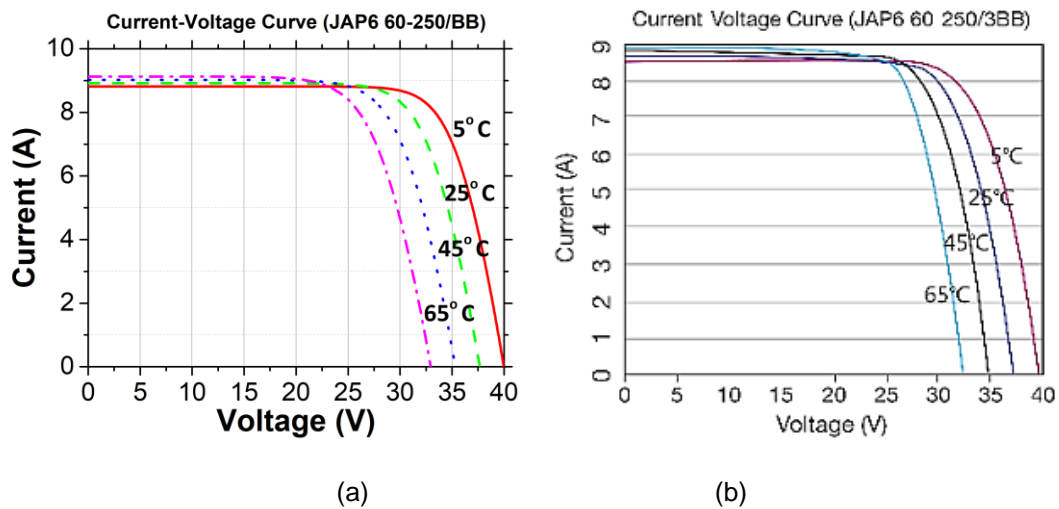 Current-Voltage Curve (JAP6 60-250/BB)
10
8
6
4
2
0
Current (A)
5°C
25°C
45°C
65°C
0 5 10 15 20 25 30 35 40
Voltage (V)
(a)
Current Voltage Curve (JAP6 60 250/3BB)
9
8
7
6
5
4
3
2
1
0
Current (A)
5°C
25°C
45°C
65°C
0 5 10 15 20 25 30 35 40
Voltage (V)
(b)